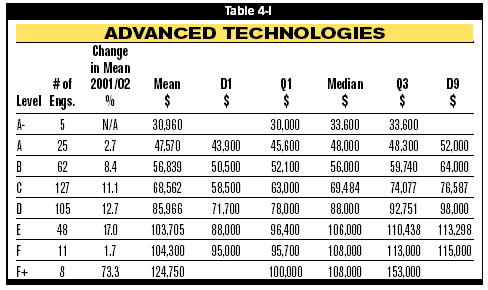 Table 4-I
ADVANCED TECHNOLOGIES
Change
in Mean
# of 2001/02 Mean D1 Q1 Median Q3 D9
Level Engs. % $ $ $ $ $ $
A- 5 N/A 30,960 30,000 33,600 33,600
A 25 2.7 47,570 43,900 45,600 48,000 48,300 52,000
B 62 8.4 56,839 50,500 52,100 56,000 59,740 64,000
C 127 11.1 68,562 58,500 63,000 69,484 74,077 76,587
D 105 12.7 85,966 71,700 78,000 88,000 92,751 98,000
E 48 17.0 103,705 88,000 96,400 106,000 110,438 113,298
F 11 1.7 104,300 95,000 95,700 108,000 113,000 115,000
F+ 8 73.3 124,750 100,000 108,000 153,000